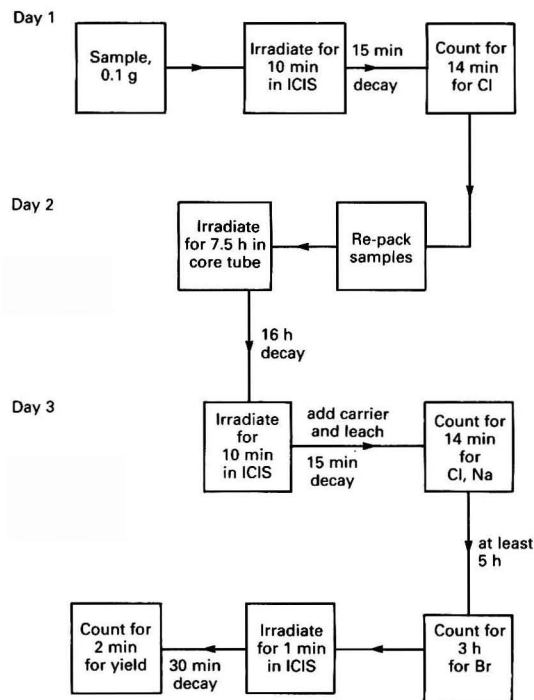 Day 1
Sample,
0.1 g
Irradiate for
10 min
in ICIS
15 min
decay
Count for
14 min
for Cl
Day 2
Irradiate
for 7.5 h in
core tube
Re-pack
samples
16 h
decay
Day 3
Irradiate
for
10 min
in ICIS
add carrier
and leach
15 min
decay
Count for
14 min
for
Cl, Na
at least
5 h
Count for
2 min
for yield
30 min
decay
Irradiate
for 1 min
in ICIS
Count for
3 h
for Br